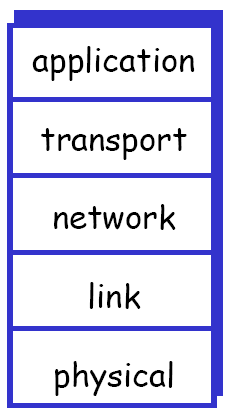 application
transport
network
link
physical